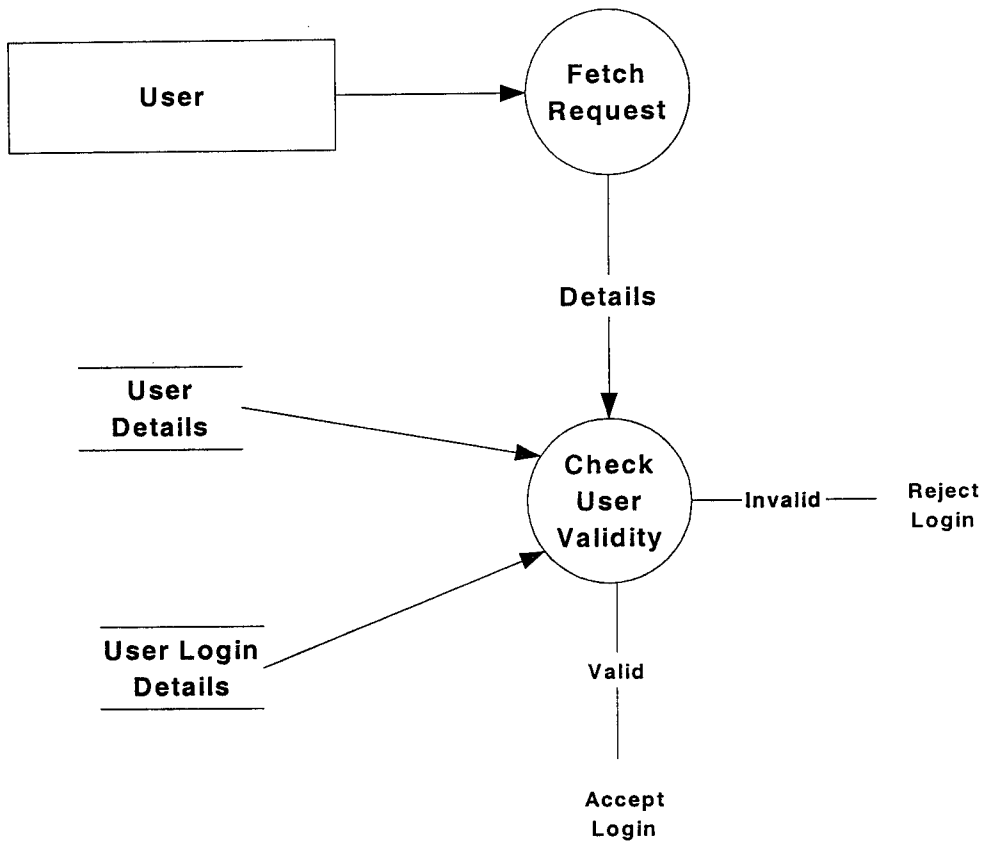 User
Fetch
Request
Details
User
Details
Check
User
Validity
Invalid
Reject
Login
User Login
Details
Valid
Accept
Login